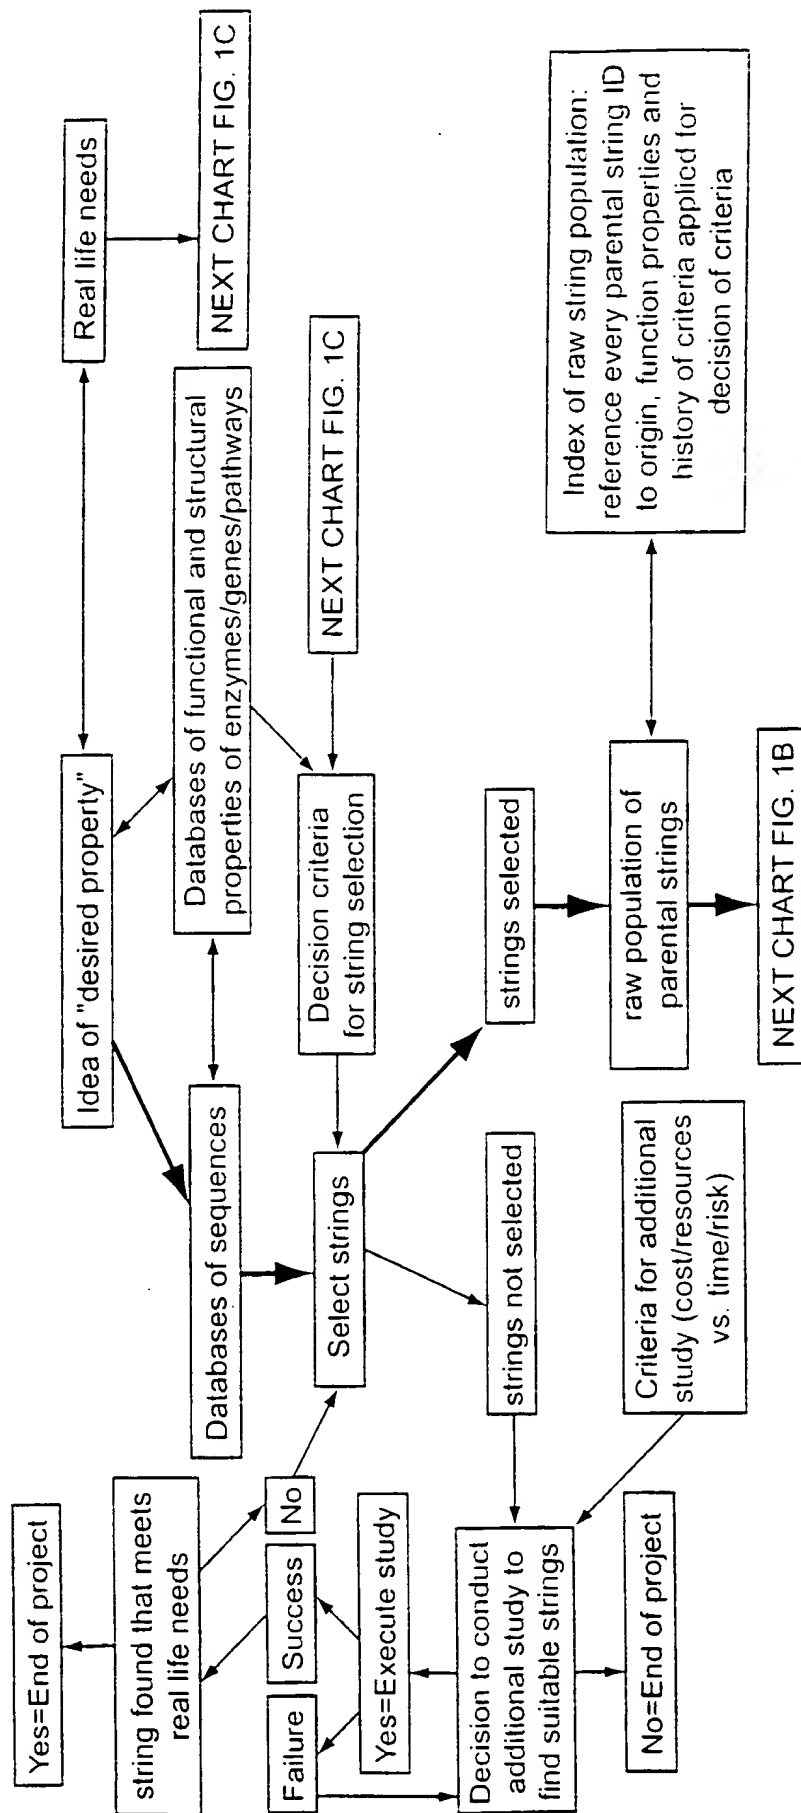 Yes=End of project
string found that meets
real life needs
No
Success
Failure
Yes=Execute study
Decision to conduct
additional study to
find suitable strings
No=End of project
Idea of "desired property"
Real life needs
NEXT CHART FIG. 1C
Databases of sequences
Databases of functional and structural
properties of enzymes/genes/pathways
Select strings
Decision criteria
for string selection
NEXT CHART FIG. 1C
strings not selected
strings selected
Criteria for additional
study (cost/resources
vs. time/risk)
raw population of
parental strings
Index of raw string population:
reference every parental string ID
to origin, function properties and
history of criteria applied for
decision of criteria
NEXT CHART FIG. 1B